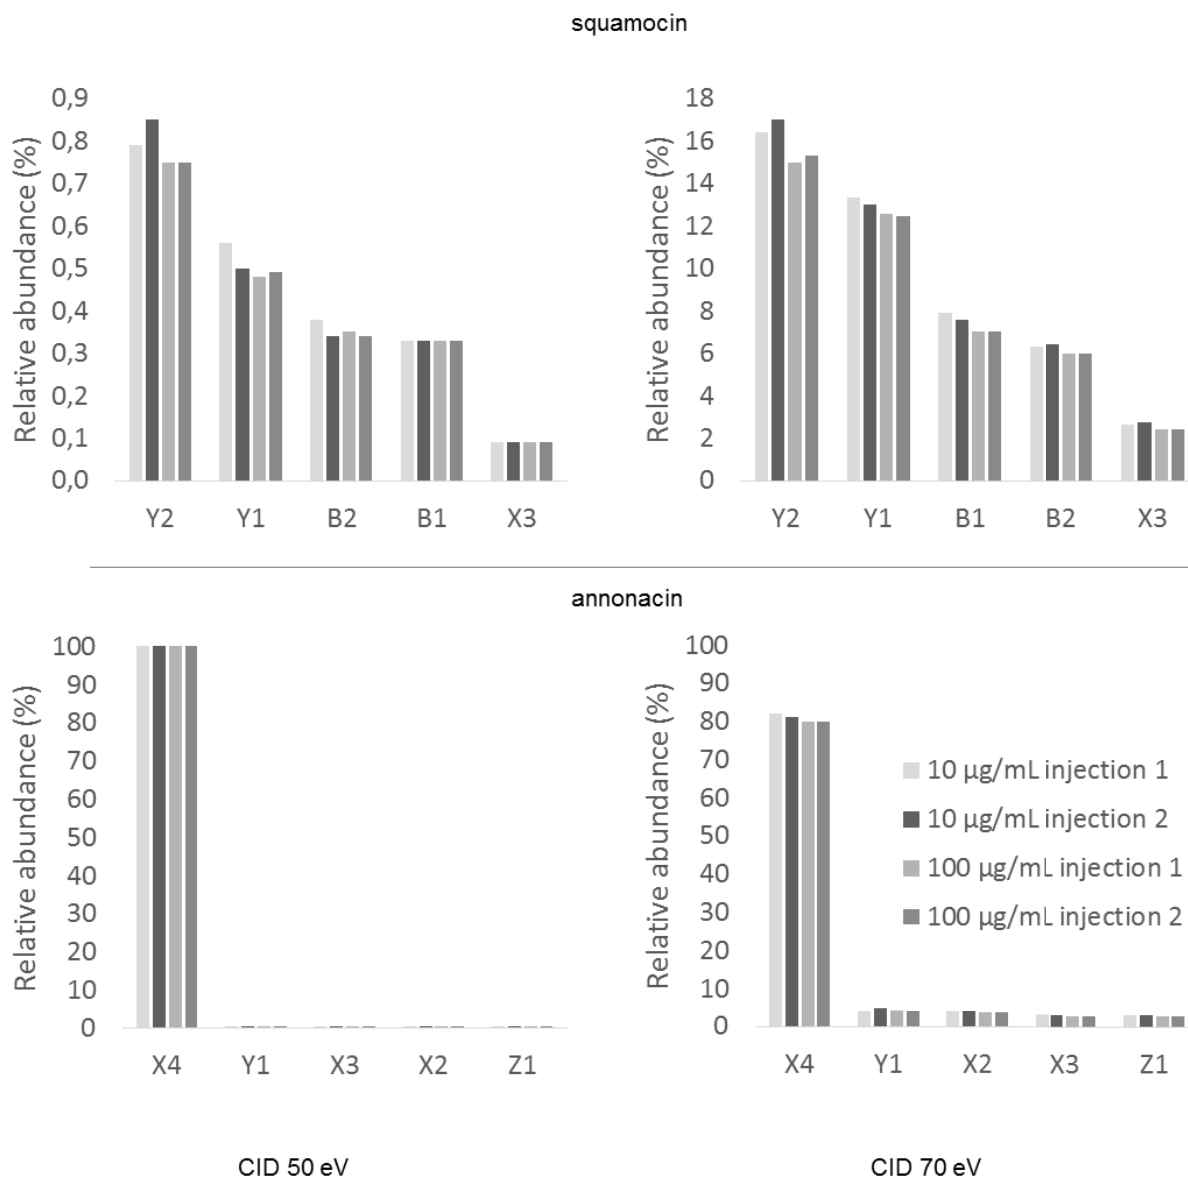 squamocin
Relative abundance (%)
0,9
0,8
0,7
0,6
0,5
0,4
0,3
0,2
0,1
0,0
Y2 Y1 B2 B1 X3
Relative abundance (%)
18
16
14
12
10
8
6
4
2
0
Y2 Y1 B1 B2 X3
annonacin
Relative abundance (%)
100
90
80
70
60
50
40
30
20
10
0
X4 Y1 X3 X2 Z1
Relative abundance (%)
100
90
80
70
60
50
40
30
20
10
0
X4 Y1 X2 X3 Z1
10 µg/mL injection 1
10 µg/mL injection 2
100 µg/mL injection 1
100 µg/mL injection 2
CID 50 eV
CID 70 eV